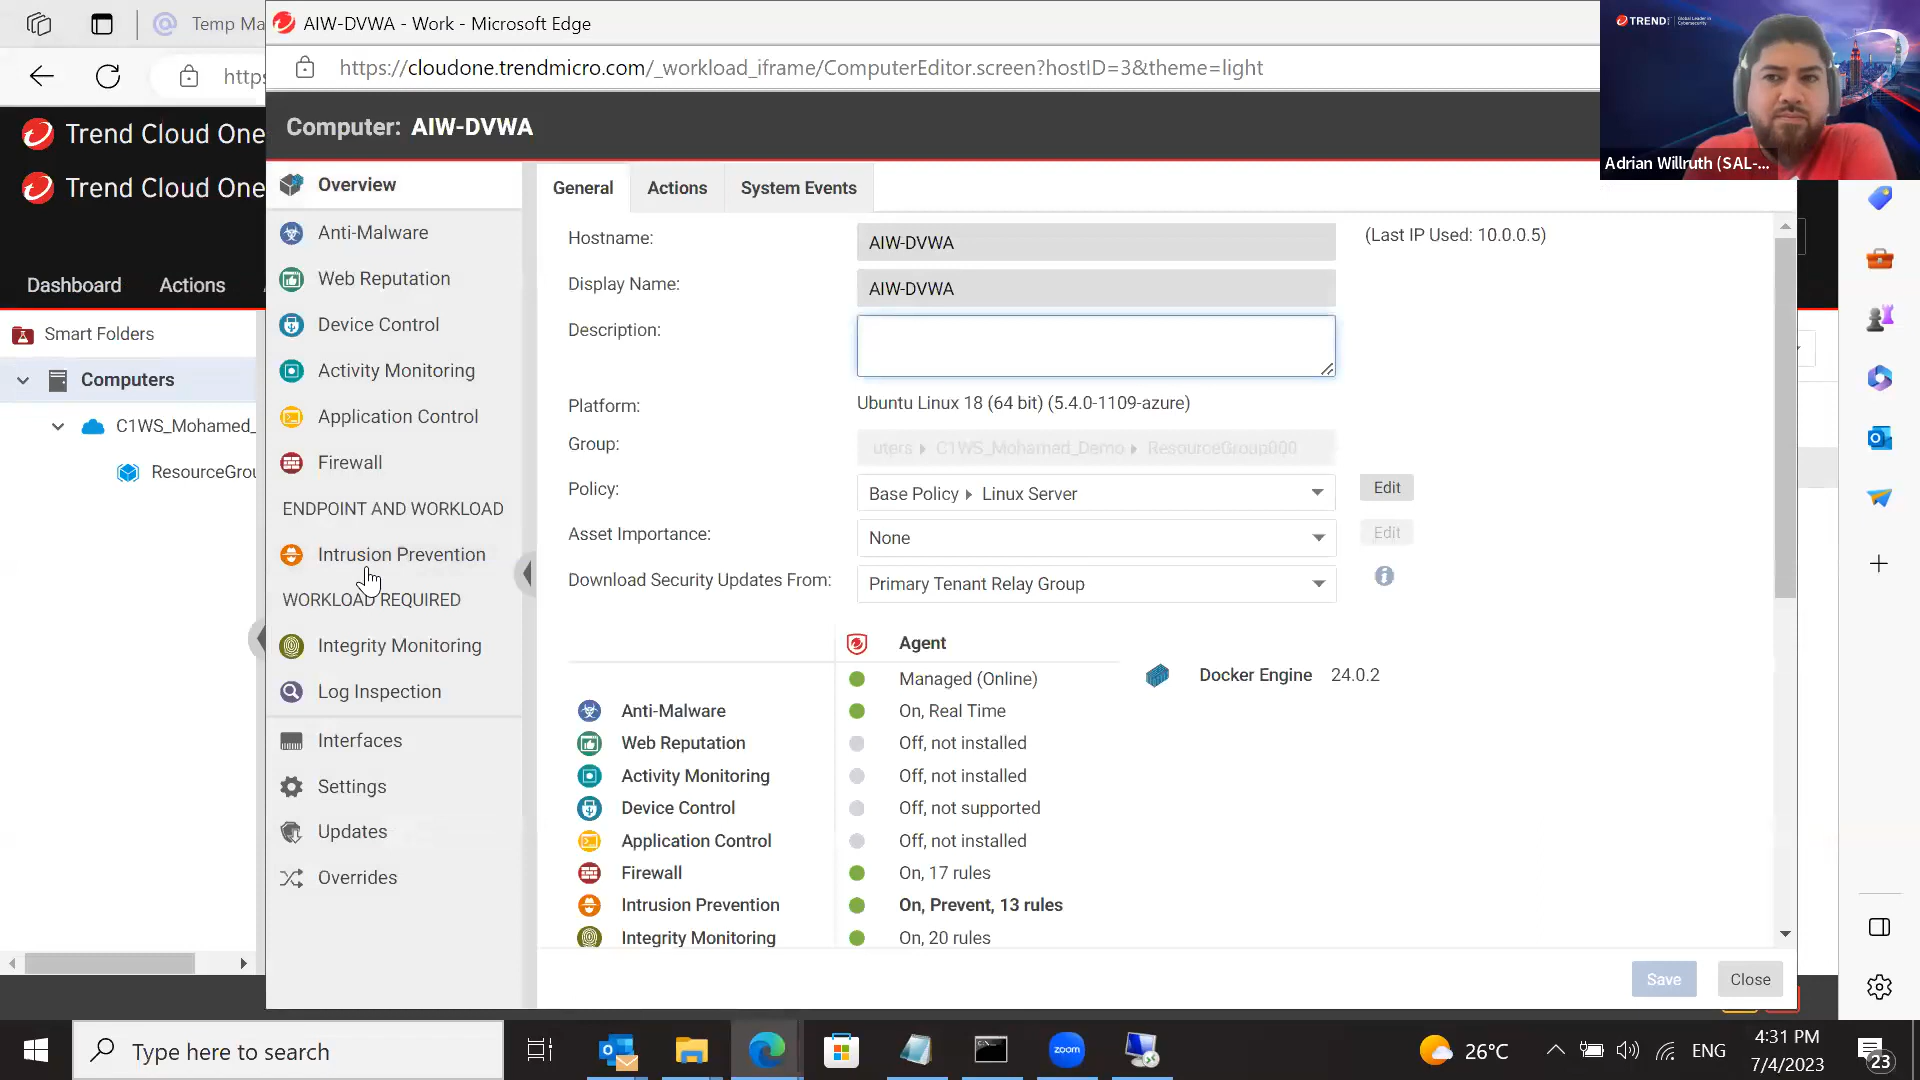 Temp Ma
AIW-DVWA - Work - Microsoft Edge
http
https://cloudone.trendmicro.com/_workload_iframe/ComputerEditor.screen?hostID=3&theme=light
TREND
Adrian Willruth (SAL-...
Trend Cloud One
Trend Cloud One
Dashboard
Actions
Smart Folders
Computers
C1WS_Mohamed_
ResourceGrou
Computer: AIW-DVWA
Overview
Anti-Malware
Web Reputation
Device Control
Activity Monitoring
Application Control
Firewall
ENDPOINT AND WORKLOAD
Intrusion Prevention
WORKLOAD REQUIRED
Integrity Monitoring
Log Inspection
Interfaces
Settings
Updates
Overrides
General
Actions
System Events
Hostname:
AIW-DVWA
(Last IP Used: 10.0.0.5)
Display Name:
AIW-DVWA
Description:
Platform:
Ubuntu Linux 18 (64 bit) (5.4.0-1109-azure)
Group:
uters C1WS_Mohamed_Demo ResourceGroup000
Policy:
Base Policy Linux Server
Edit
Asset Importance:
None
Edit
Download Security Updates From:
Primary Tenant Relay Group
Agent
Managed (Online)
Docker Engine 24.0.2
Anti-Malware
On, Real Time
Web Reputation
Off, not installed
Activity Monitoring
Off, not installed
Device Control
Off, not supported
Application Control
Off, not installed
Firewall
On, 17 rules
Intrusion Prevention
On, Prevent, 13 rules
Integrity Monitoring
On, 20 rules
Save
Close
Type here to search
zoom
26°C
ENG
4:31 PM
7/4/2023
23